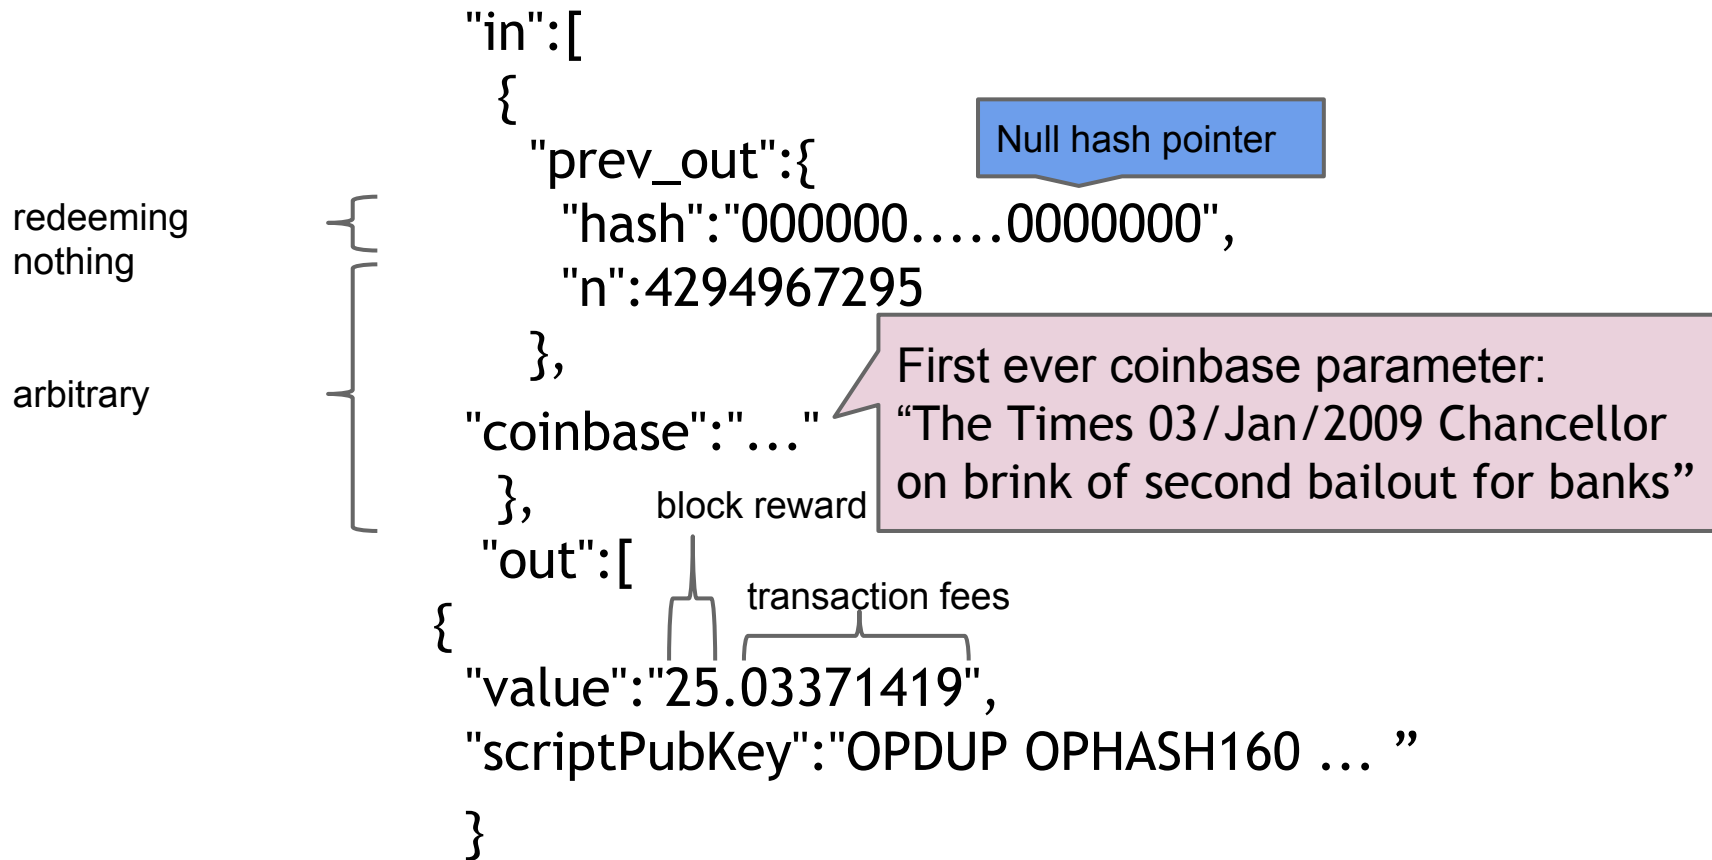 "in":[
{
"prev_out":{
Null hash pointer
redeeming
nothing
"hash":"000000.....0000000",
"n":4294967295
},
arbitrary
First ever coinbase parameter:
“The Times 03/Jan/2009 Chancellor
on brink of second bailout for banks”
"coinbase":"..."
},
block reward
"out":[
transaction fees
{
"value":"25.03371419",
"scriptPubKey":"OPDUP OPHASH160 ... ”
}